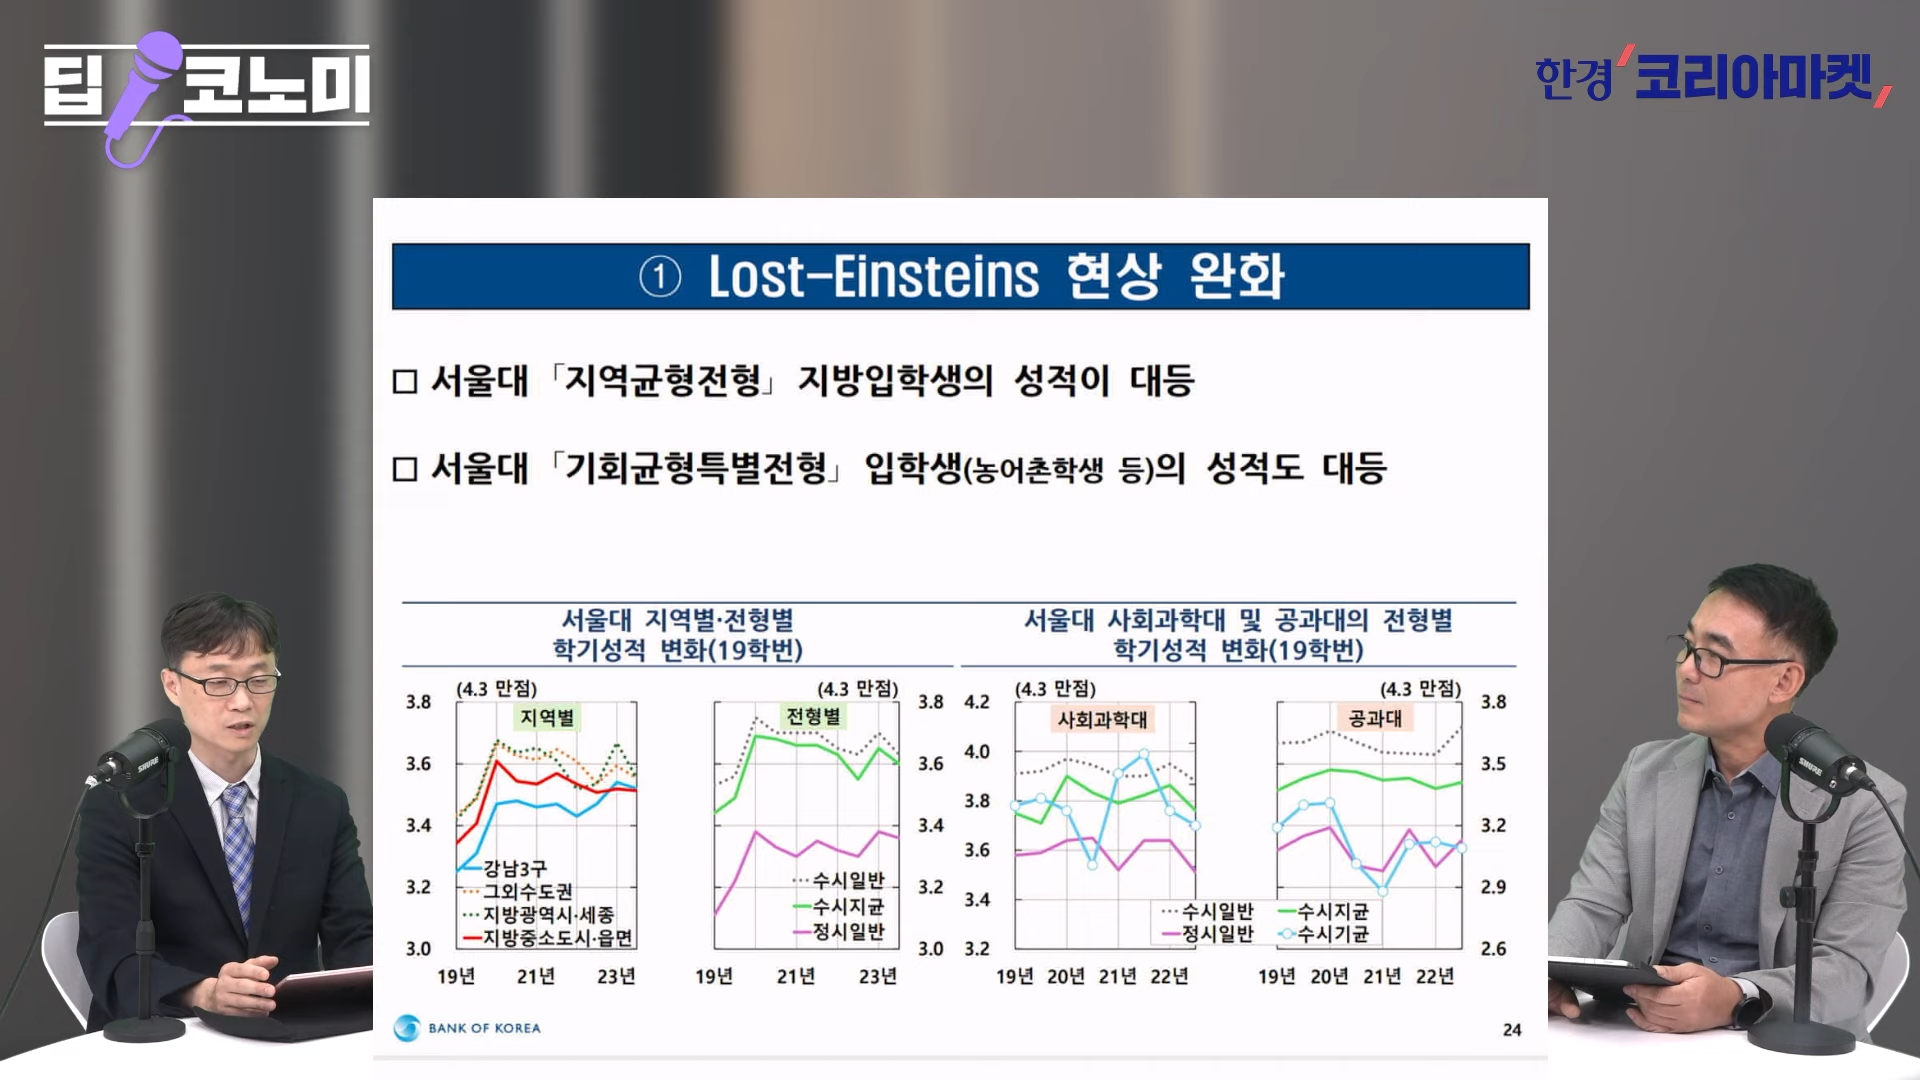 딥코노미
한경 코리아마켓
① Lost-Einsteins 현상 완화
□ 서울대 「지역균형전형」 지방입학생의 성적이 대등
□ 서울대 「기회균형특별전형」 입학생(농어촌학생 등)의 성적도 대등
서울대 지역별·전형별
학기성적 변화(19학번)
서울대 사회과학대 및 공과대의 전형별
학기성적 변화(19학번)
(4.3 만점)
지역별
3.8
3.6
3.4
3.2
3.0
강남3구
그외수도권
지방광역시·세종
지방중소도시·읍면
19년 21년 23년
(4.3 만점)
전형별
3.8
3.6
3.4
3.2
3.0
수시일반
수시지균
정시일반
19년 21년 23년
(4.3 만점)
사회과학대
4.2
4.0
3.8
3.6
3.4
3.2
19년 20년 21년 22년
(4.3 만점)
공과대
3.8
3.5
3.2
2.9
2.6
수시일반 수시지균
정시일반 수시기균
19년 20년 21년 22년
BANK OF KOREA
24
SHURE
SHURE